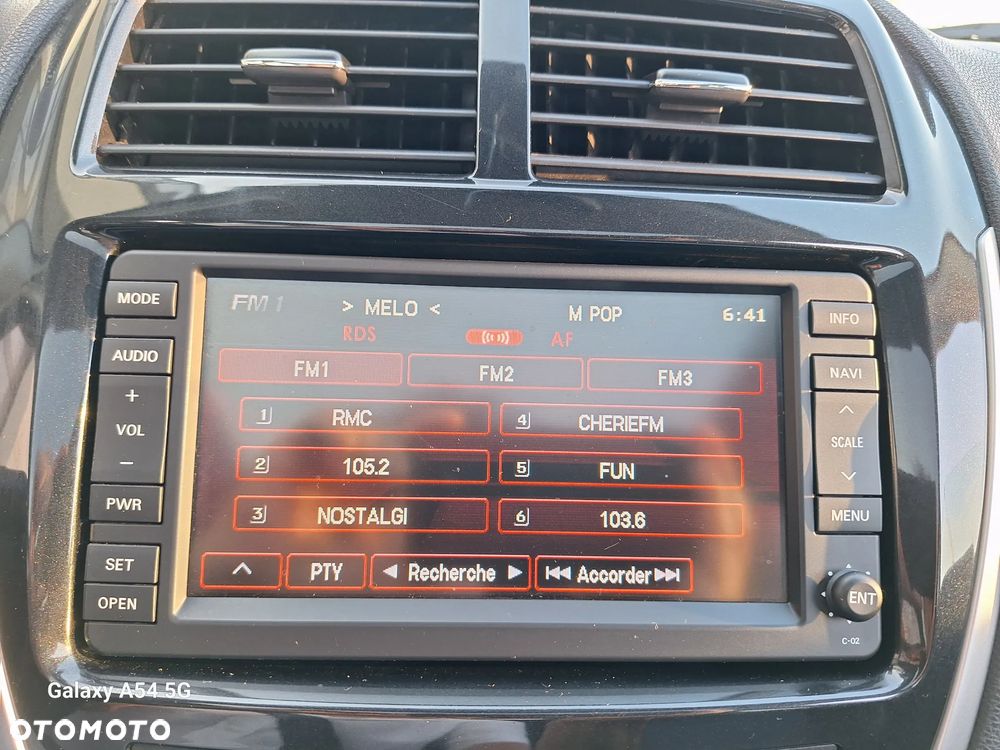 MODE
AUDIO
+
VOL
−
PWR
SET
OPEN
FM 1 > MELO < M POP 6:41
RDS AF
FM1 FM2 FM3
1 RMC 4 CHERIEFM
2 105.2 5 FUN
3 NOSTALGI 6 103.6
PTY ◀ Recherche ▶ Accorder
INFO
NAVI
SCALE
MENU
ENT
C-02
Galaxy A54 5G
OTOMOTO